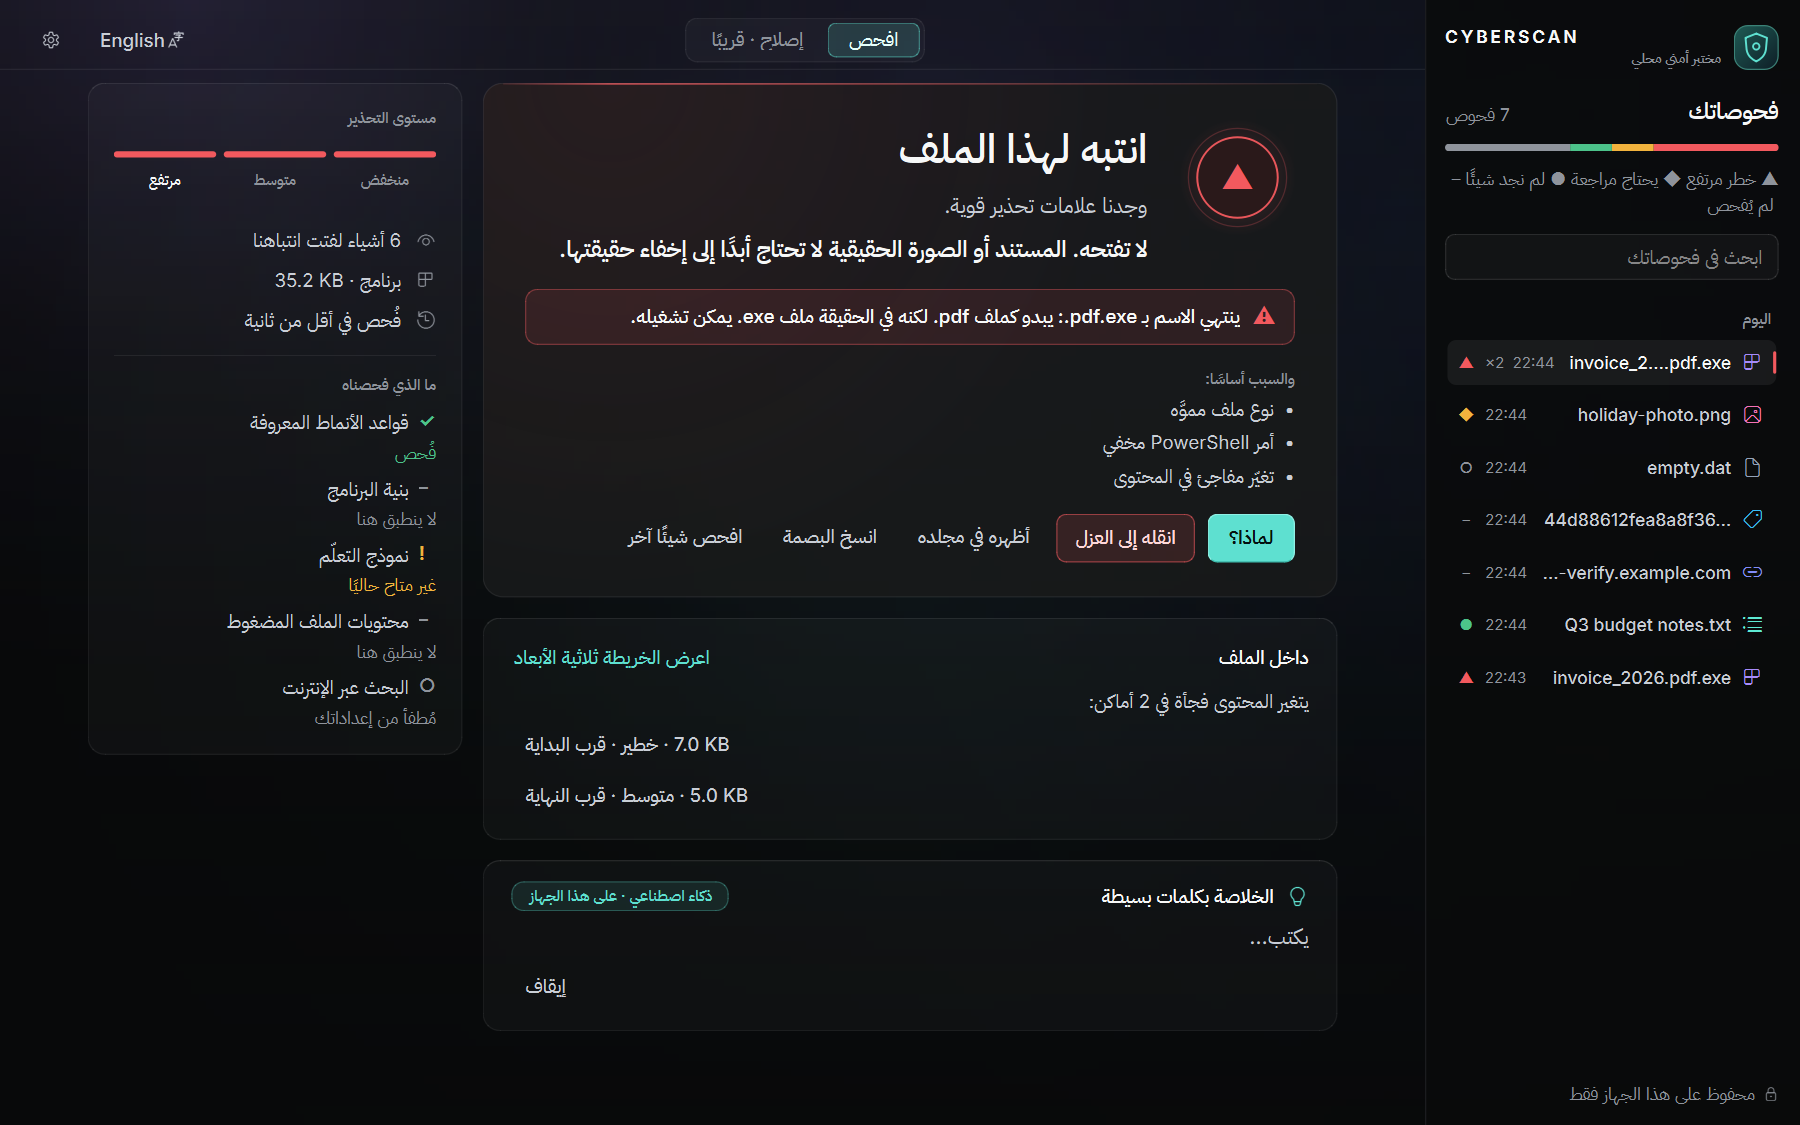 CYBERSCAN
مختبر أمني محلي
فحوصاتك
7 فحوص
▲ خطر مرتفع ◆ يحتاج مراجعة ● لم نجد شيئًا –
لم يُفحص
ابحث في فحوصاتك
اليوم
invoice_2....pdf.exe 22:44 ×2
holiday-photo.png 22:44
empty.dat 22:44
44d88612fea8a8f36... 22:44
...-verify.example.com 22:44
Q3 budget notes.txt 22:44
invoice_2026.pdf.exe 22:43
محفوظ على هذا الجهاز فقط
افحص
إصلاح · قريبًا
English
انتبه لهذا الملف
وجدنا علامات تحذير قوية.
لا تفتحه. المستند أو الصورة الحقيقية لا تحتاج أبدًا إلى إخفاء حقيقتها.
ينتهي الاسم بـ pdf.exe.: يبدو كملف pdf. لكنه في الحقيقة ملف exe. يمكن تشغيله.
والسبب أساسًا:
• نوع ملف مموَّه
• أمر PowerShell مخفي
• تغيّر مفاجئ في المحتوى
لماذا؟
انقله إلى العزل
أظهره في مجلده
انسخ البصمة
افحص شيئًا آخر
داخل الملف
اعرض الخريطة ثلاثية الأبعاد
يتغير المحتوى فجأة في 2 أماكن:
7.0 KB · خطير · قرب البداية
5.0 KB · متوسط · قرب النهاية
الخلاصة بكلمات بسيطة
ذكاء اصطناعي · على هذا الجهاز
يكتب...
إيقاف
مستوى التحذير
منخفض
متوسط
مرتفع
6 أشياء لفتت انتباهنا
برنامج · 35.2 KB
فُحص في أقل من ثانية
ما الذي فحصناه
قواعد الأنماط المعروفة
فُحص
بنية البرنامج
لا ينطبق هنا
نموذج التعلّم
غير متاح حاليًا
محتويات الملف المضغوط
لا ينطبق هنا
البحث عبر الإنترنت
مُطفأ من إعداداتك